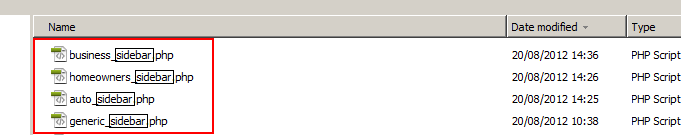 Name Date modified Type
business_sidebar.php 20/08/2012 14:36 PHP Script
homeowners_sidebar.php 20/08/2012 14:26 PHP Script
auto_sidebar.php 20/08/2012 14:25 PHP Script
generic_sidebar.php 20/08/2012 10:38 PHP Script